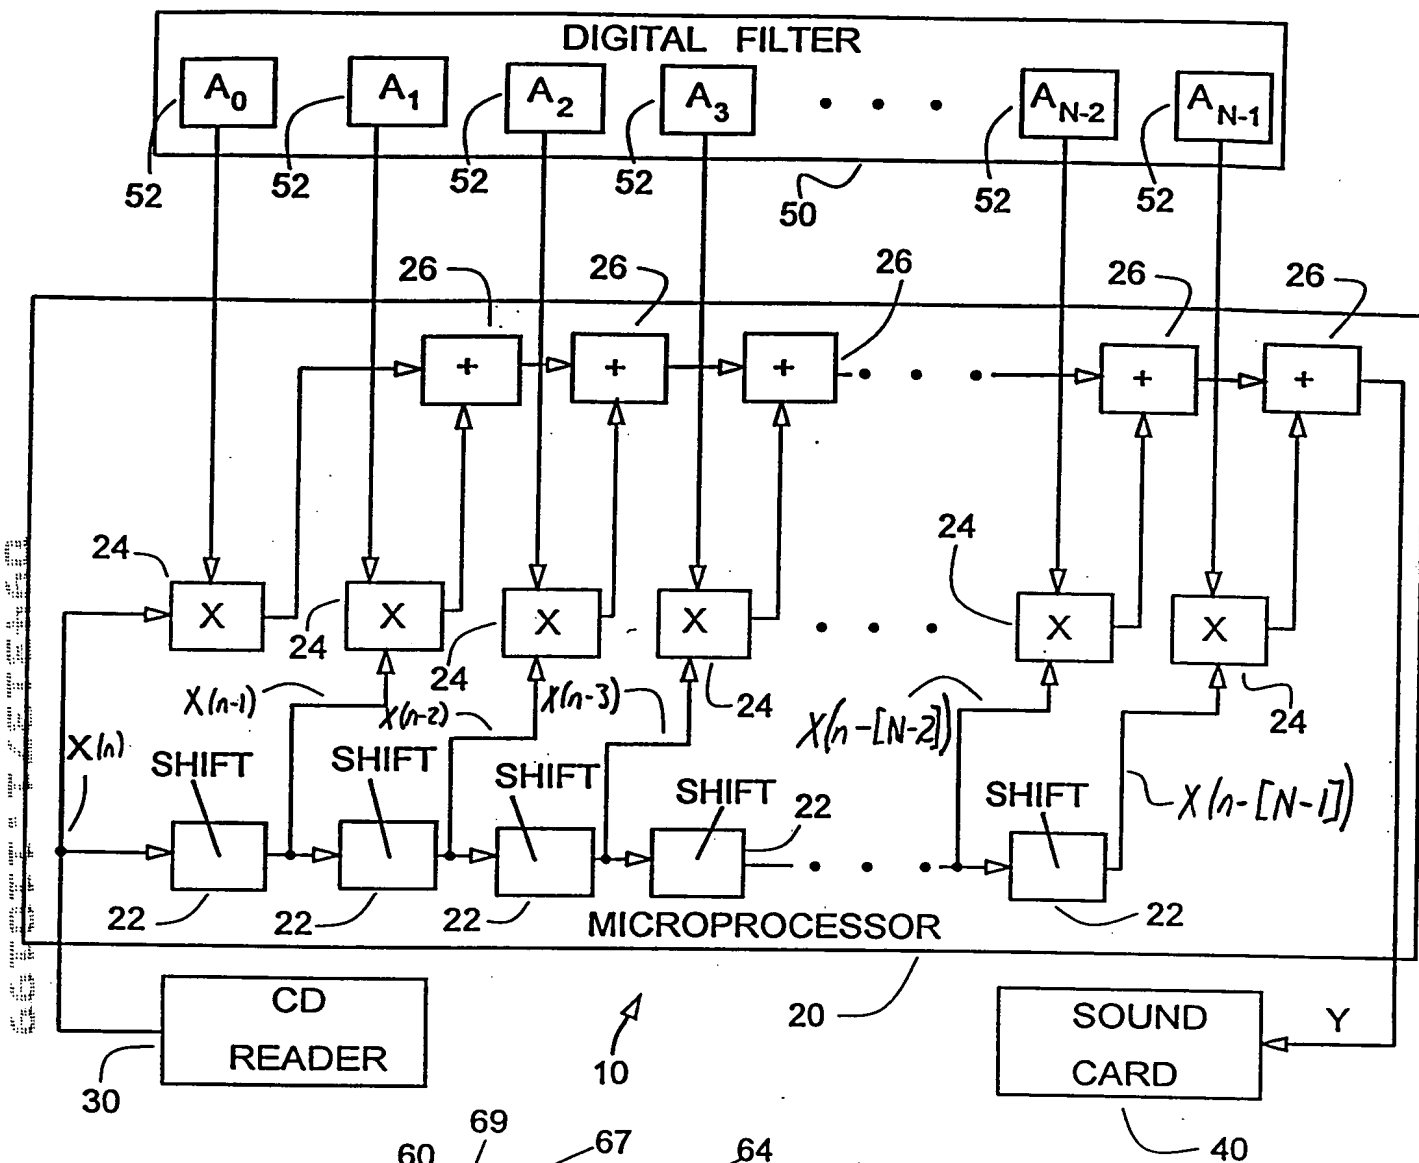 DIGITAL FILTER
A0 A1 A2 A3 • • • AN-2 AN-1
52 52 52 52 50 52 52
26 26 26 26 26
+ + + • • • + +
24 24
X X X X • • • X X
24 24 24 24
X(n-1) X(n-2) X(n-3) X(n-[N-2])
X(n) SHIFT SHIFT SHIFT SHIFT SHIFT X(n-[N-1])
22
• • •
22 22 22 22
MICROPROCESSOR
CD READER
20
SOUND CARD
Y
30
10
40
69
60 67 64